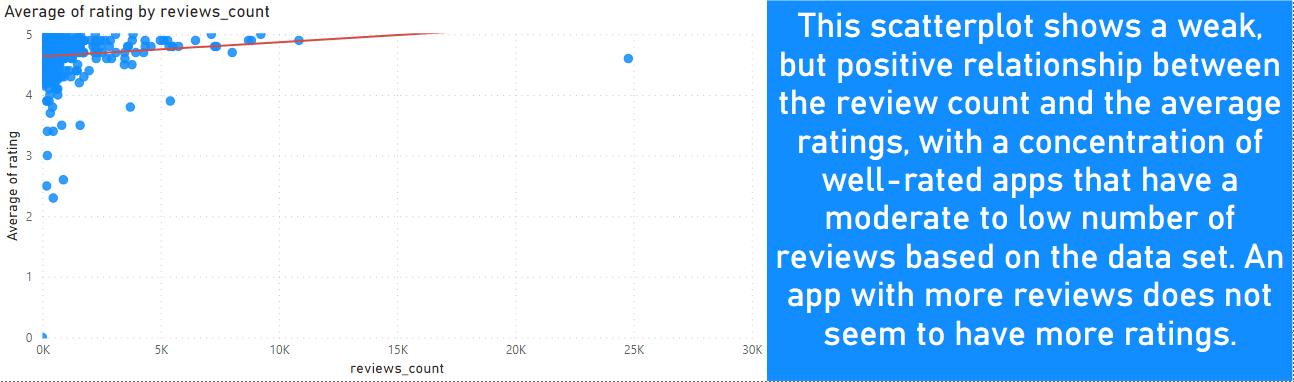 Average of rating by reviews_count
5
4
3
2
1
0
Average of rating
0K 5K 10K 15K 20K 25K 30K
reviews_count
This scatterplot shows a weak,
but positive relationship between
the review count and the average
ratings, with a concentration of
well-rated apps that have a
moderate to low number of
reviews based on the data set. An
app with more reviews does not
seem to have more ratings.